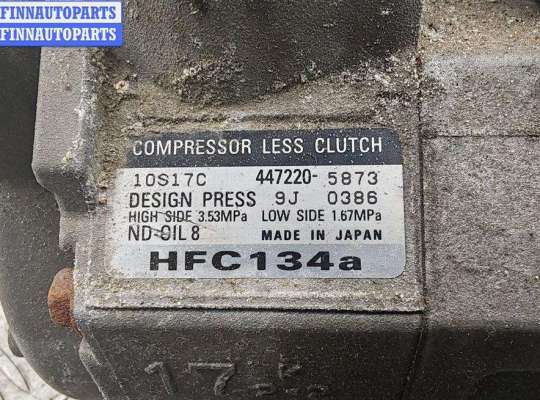 FINNAUTOPARTS
FINNAUTOPARTS
COMPRESSOR LESS CLUTCH
10S17C 447220- 5873
DESIGN PRESS 9J 0386
HIGH SIDE 3.53MPa LOW SIDE 1.67MPa
ND-OIL 8 MADE IN JAPAN
HFC134a
17